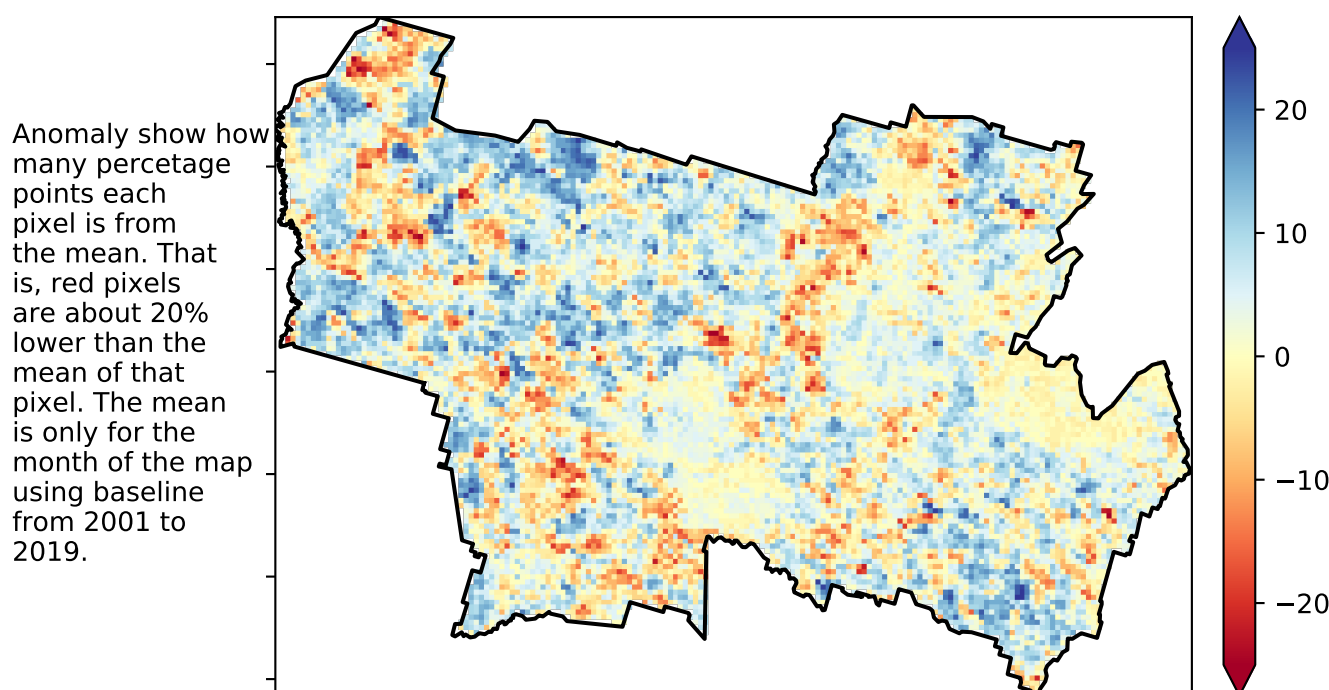 Anomaly show how
many percetage
points each
pixel is from
the mean. That
is, red pixels
are about 20%
lower than the
mean of that
pixel. The mean
is only for the
month of the map
using baseline
from 2001 to
2019.
20
10
0
−10
−20